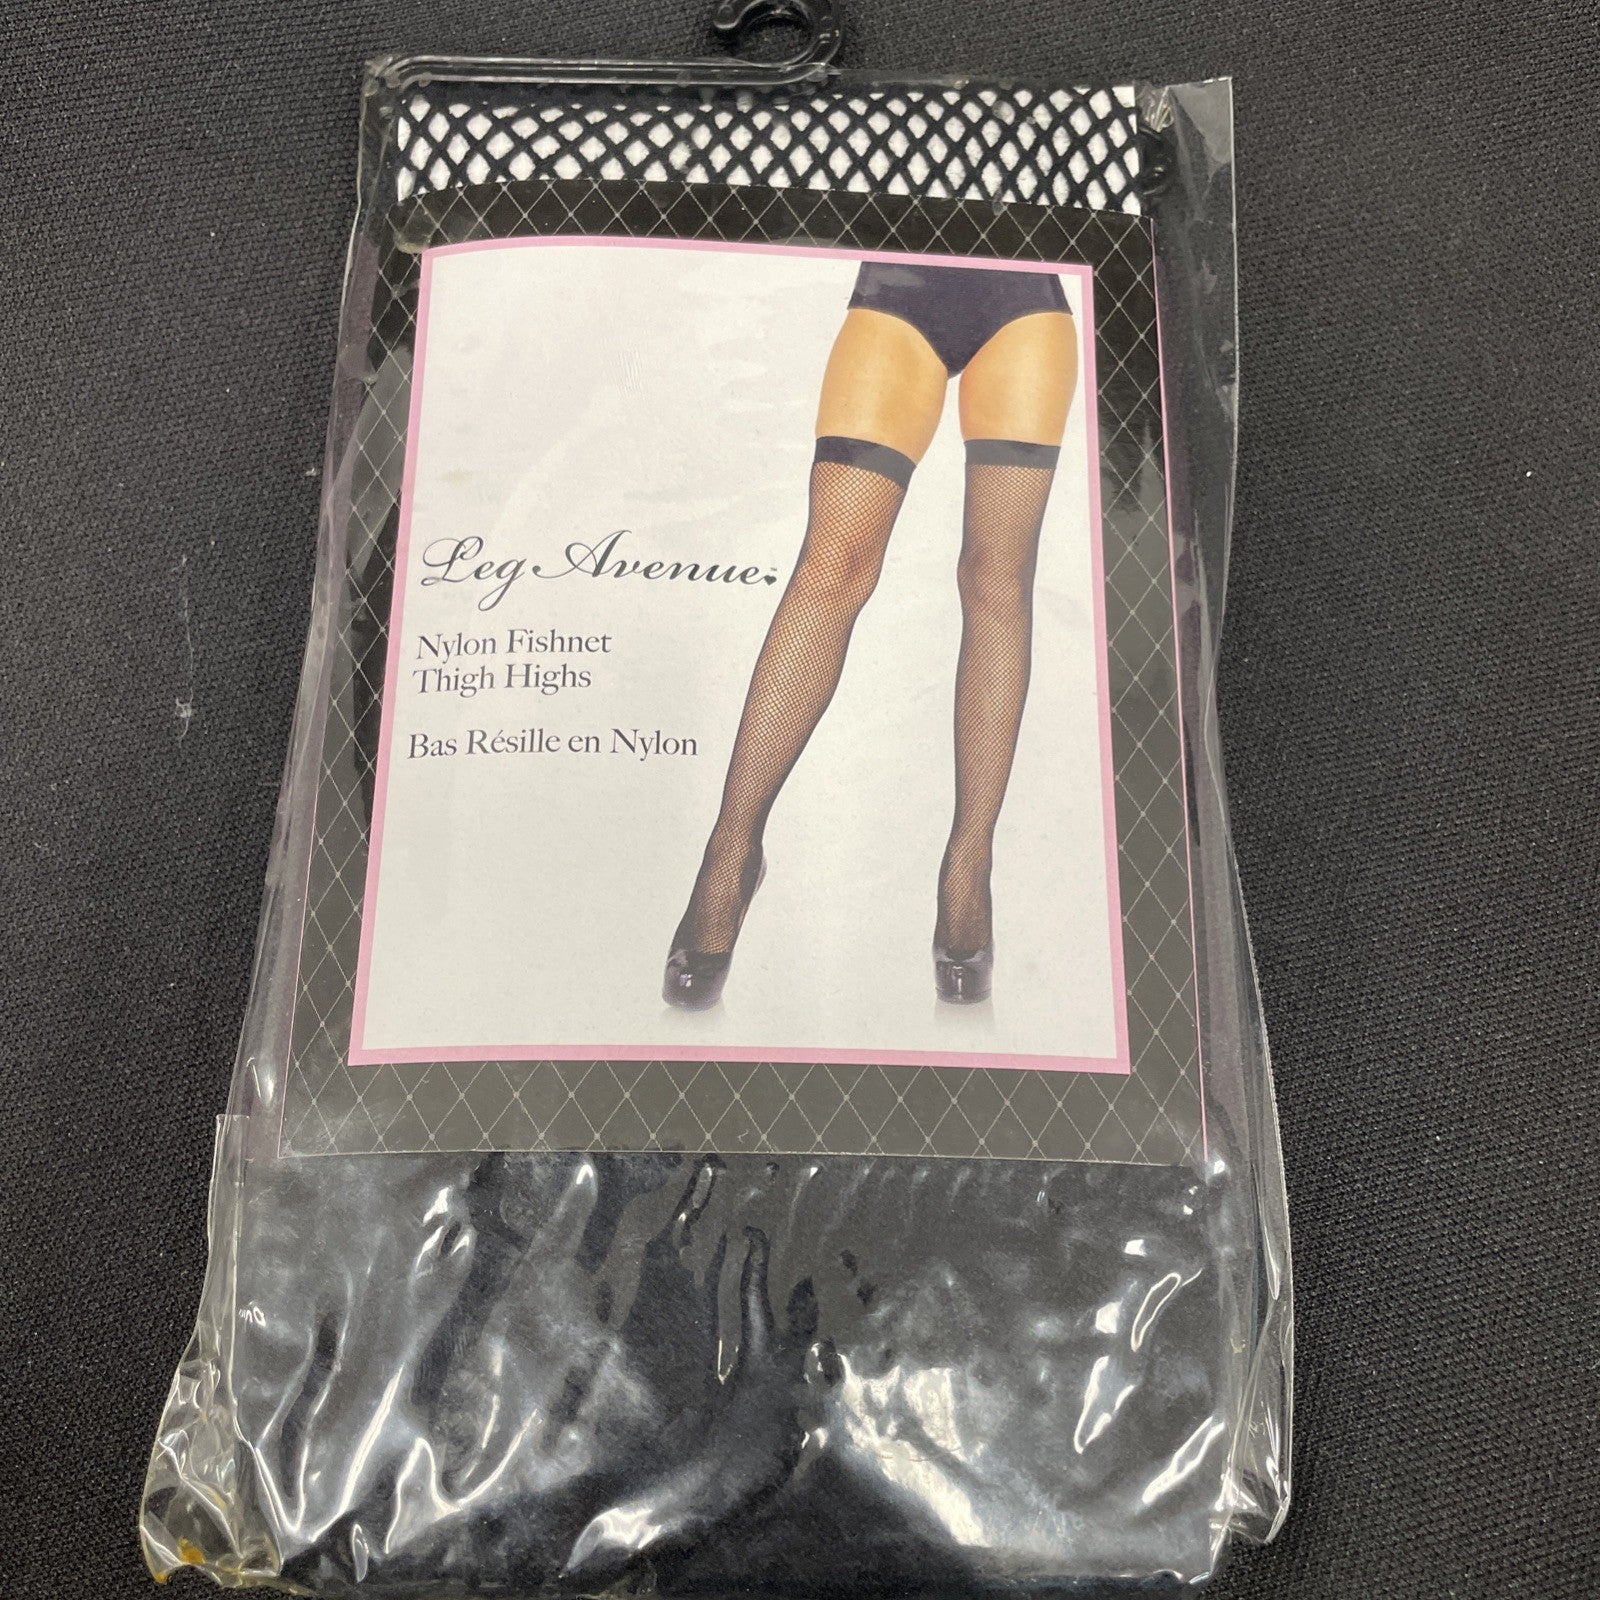 Leg Avenue
Nylon Fishnet
Thigh Highs
Bas Résille en Nylon